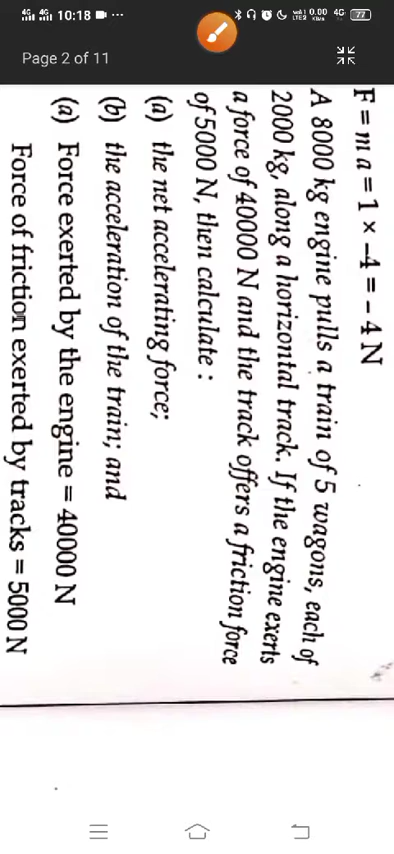 10:18
4G
77
Page 2 of 11
F = m a = 1 × -4 = - 4 N
A 8000 kg engine pulls a train of 5 wagons, each of
2000 kg, along a horizontal track. If the engine exerts
a force of 40000 N and the track offers a friction force
of 5000 N, then calculate :
(a) the net accelerating force;
(b) the acceleration of the train; and
(a) Force exerted by the engine = 40000 N
Force of friction exerted by tracks = 5000 N